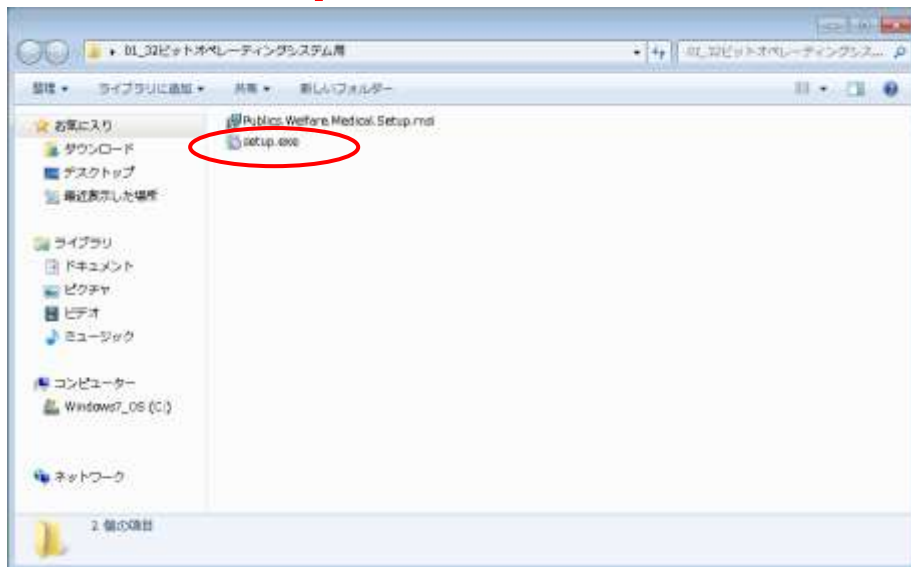 01_32ビットオペレーティングシステム用
01_32ビットオペレーティングシス...
整理
ライブラリに追加
共有
新しいフォルダー
お気に入り
ダウンロード
デスクトップ
最近表示した場所
ライブラリ
ドキュメント
ピクチャ
ビデオ
ミュージック
コンピューター
Windows7_OS (C:)
ネットワーク
Publics.Welfare.Medical.Setup.msi
setup.exe
2 個の項目